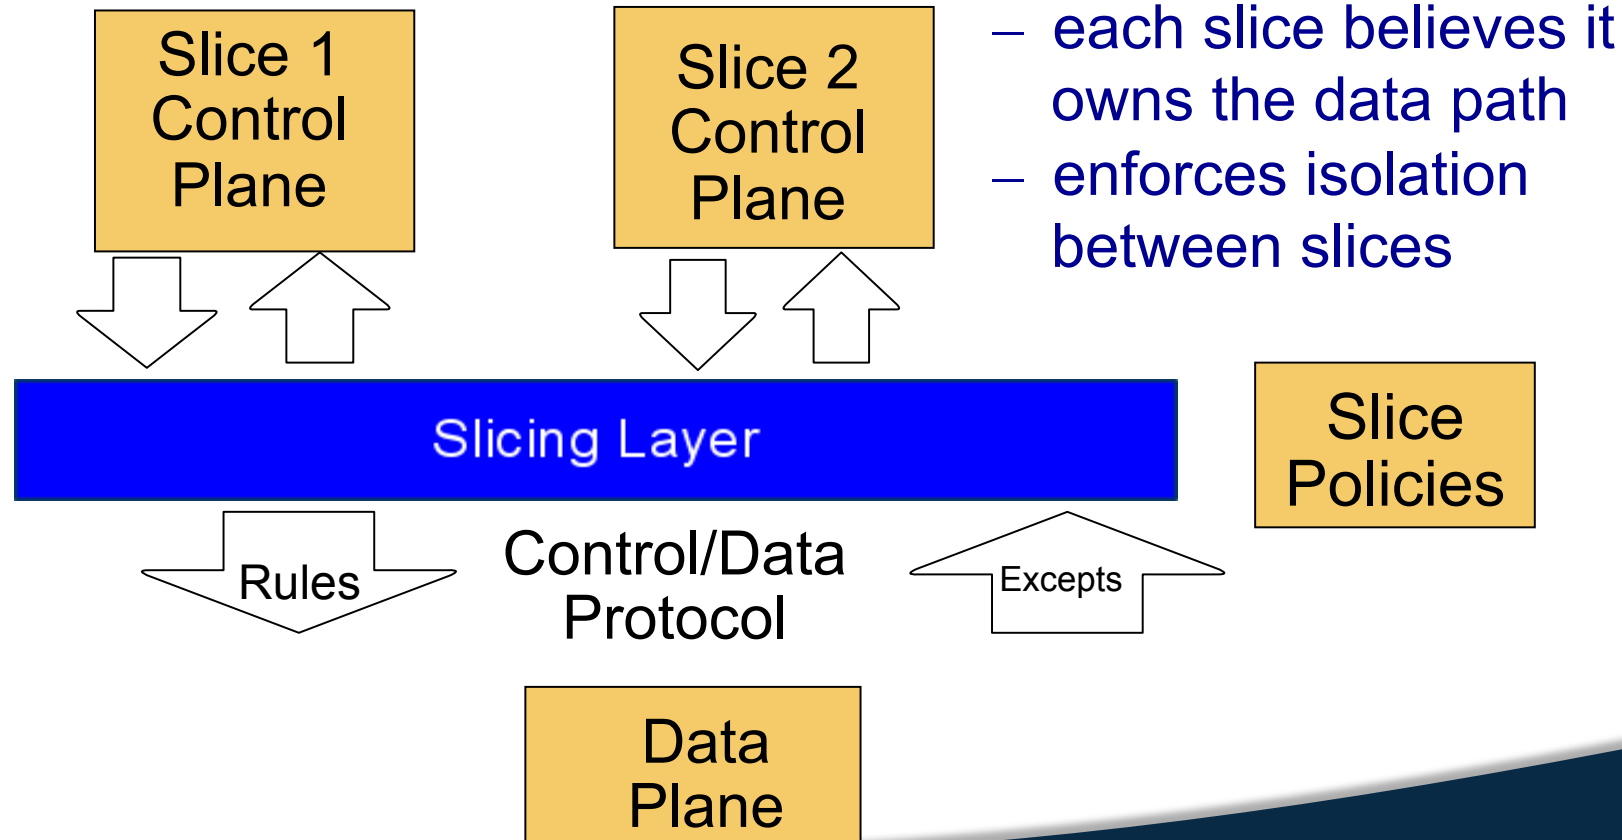 Slice 1
Control
Plane
Slice 2
Control
Plane
– each slice believes it
owns the data path
– enforces isolation
between slices
Slicing Layer
Slice
Policies
Rules
Control/Data
Protocol
Excepts
Data
Plane